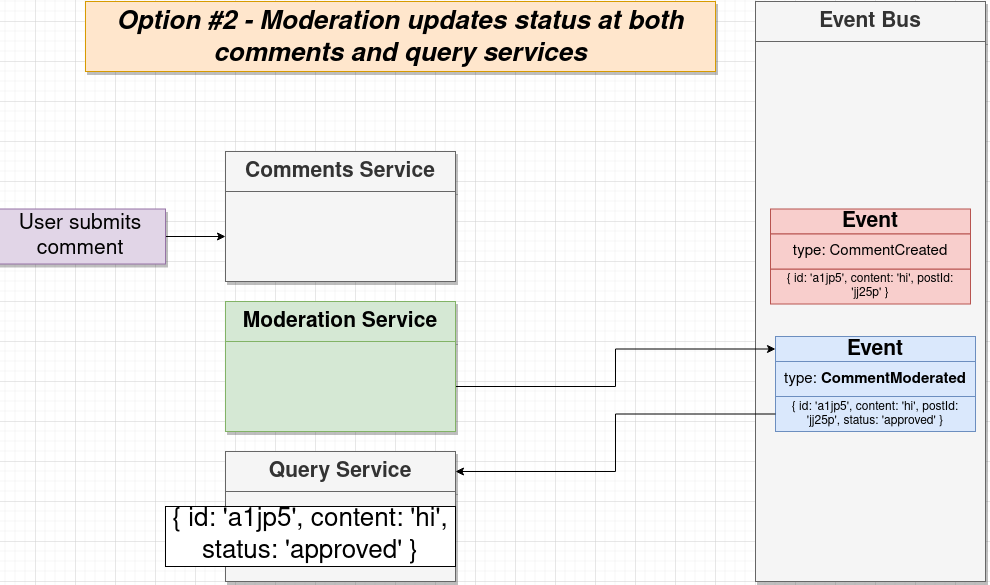 Option #2 - Moderation updates status at both
comments and query services
Event Bus
Comments Service
User submits
comment
Event
type: CommentCreated
{ id: 'a1jp5', content: 'hi', postId:
'jj25p' }
Moderation Service
Event
type: CommentModerated
{ id: 'a1jp5', content: 'hi', postId:
'jj25p', status: 'approved' }
Query Service
{ id: 'a1jp5', content: 'hi',
status: 'approved' }